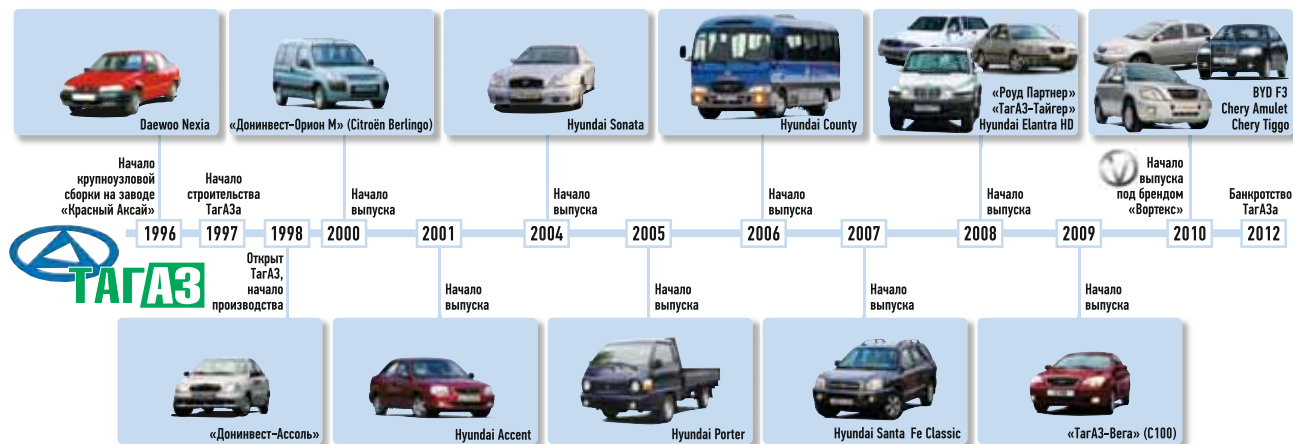 Daewoo Nexia
«Донинвест–Орион М» (Citroёn Berlingo)
Hyundai Sonata
Hyundai County
«Роуд Партнер»
«ТагАЗ–Тайгер»
Hyundai Elantra HD
BYD F3
Chery Amulet
Chery Tiggo
Начало
крупноузловой
сборки на заводе
«Красный Аксай»
Начало
строительства
ТагАЗа
Начало
выпуска
Начало
выпуска
Начало
выпуска
Начало
выпуска
Начало
выпуска
под брендом
«Вортекс»
Банкротство
ТагАЗа
1996
1997
1998
2000
2001
2004
2005
2006
2007
2008
2009
2010
2012
ТАГАЗ
Открыт
ТагАЗ,
начало
производства
Начало
выпуска
Начало
выпуска
Начало
выпуска
Начало
выпуска
«Донинвест–Ассоль»
Hyundai Accent
Hyundai Porter
Hyundai Santa Fe Classic
«ТагАЗ–Вега» (C100)